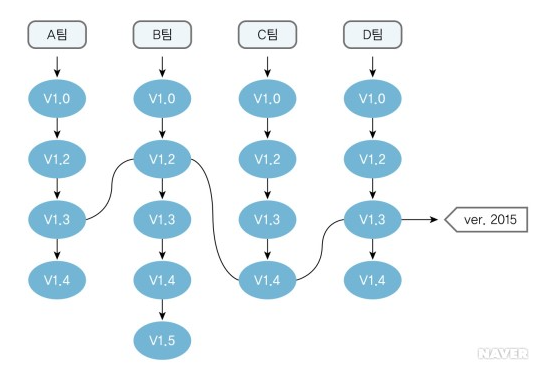 A팀 B팀 C팀 D팀
V1.0 V1.0 V1.0 V1.0
V1.2 V1.2 V1.2 V1.2
V1.3 V1.3 V1.3 V1.3 ver. 2015
V1.4 V1.4 V1.4 V1.4
V1.5
NAVER